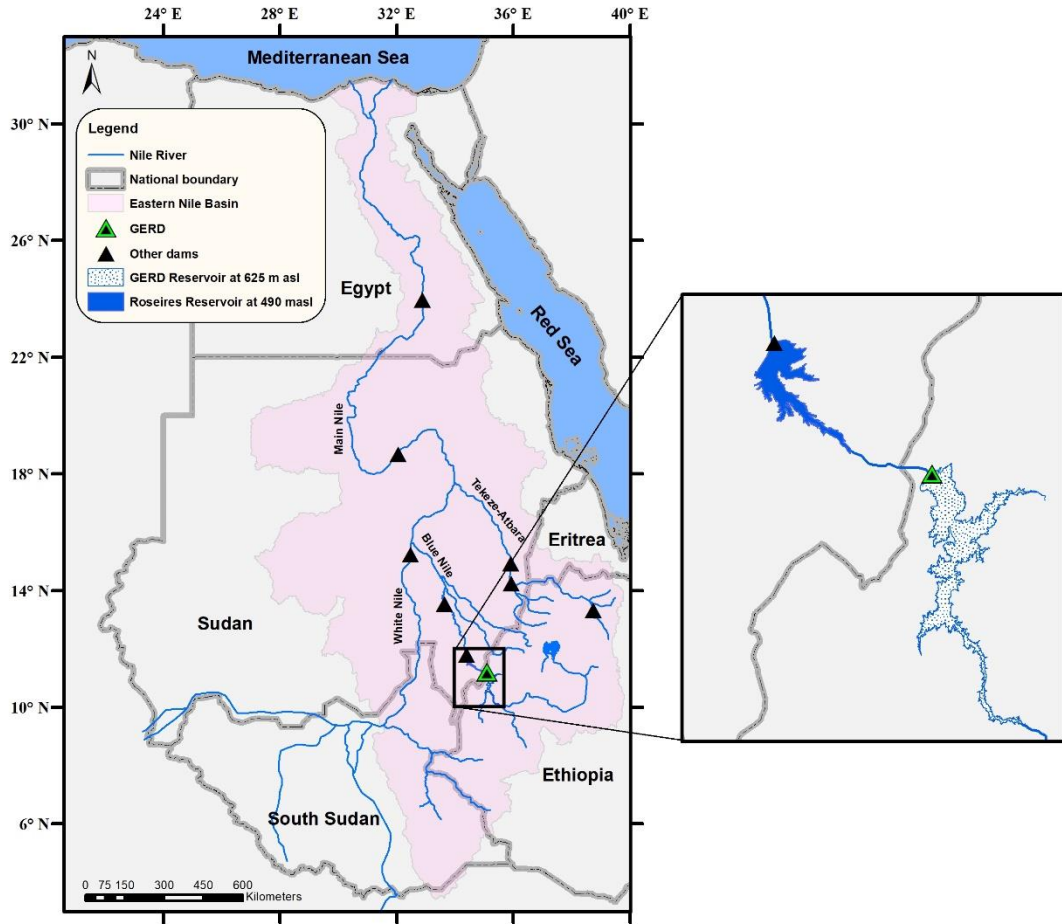 24° E 28° E 32° E 36° E 40° E
Mediterranean Sea
N
30° N
Legend
Nile River
National boundary
Eastern Nile Basin
GERD
Other dams
GERD Reservoir at 625 m asl
Roseires Reservoir at 490 masl
26° N
Egypt
Red Sea
22° N
Main Nile
18° N
Tekeze-Atbara
Eritrea
Blue Nile
14° N
White Nile
Sudan
10° N
Ethiopia
South Sudan
6° N
0 75 150 300 450 600
Kilometers